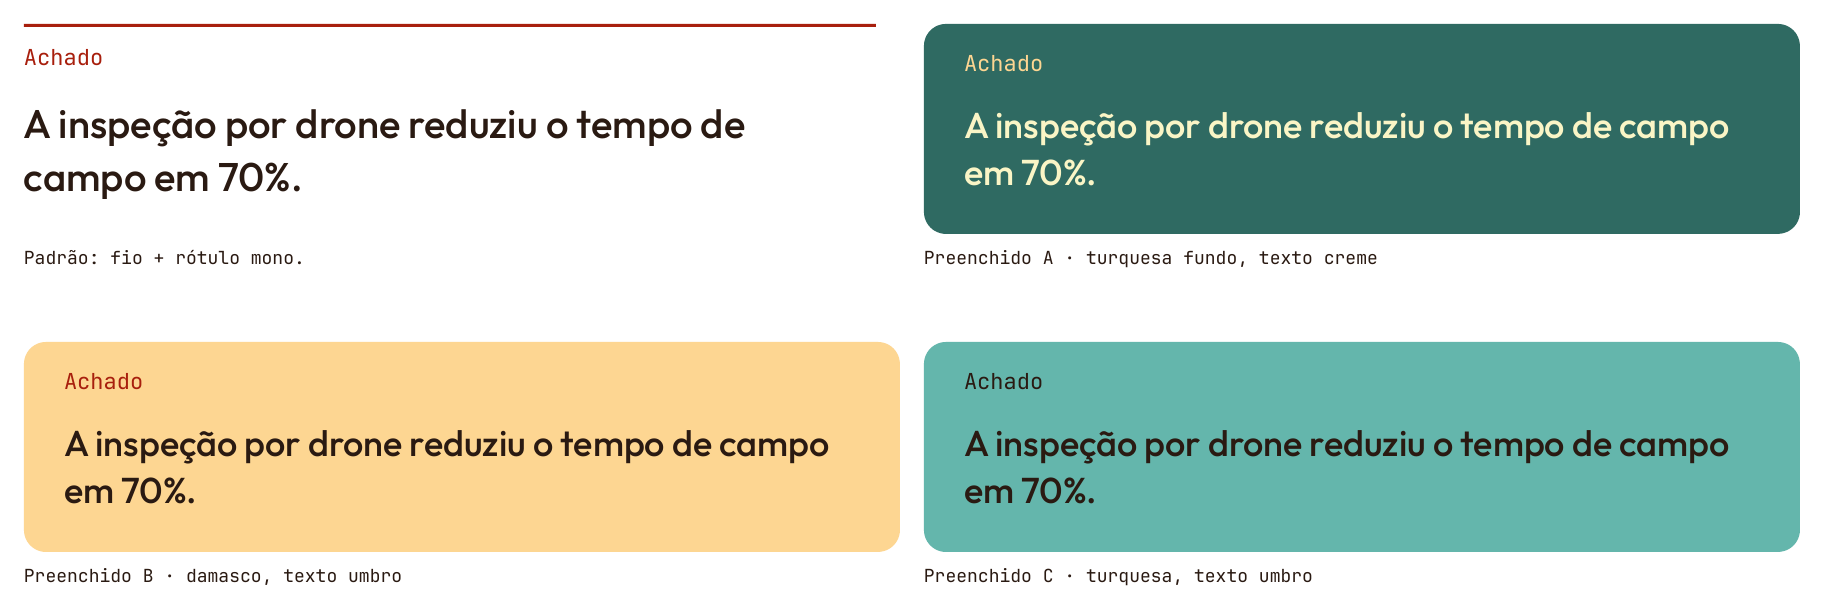 Achado
A inspeção por drone reduziu o tempo de
campo em 70%.
Padrão: fio + rótulo mono.
Achado
A inspeção por drone reduziu o tempo de campo
em 70%.
Preenchido A · turquesa fundo, texto creme
Achado
A inspeção por drone reduziu o tempo de campo
em 70%.
Preenchido B · damasco, texto umbro
Achado
A inspeção por drone reduziu o tempo de campo
em 70%.
Preenchido C · turquesa, texto umbro